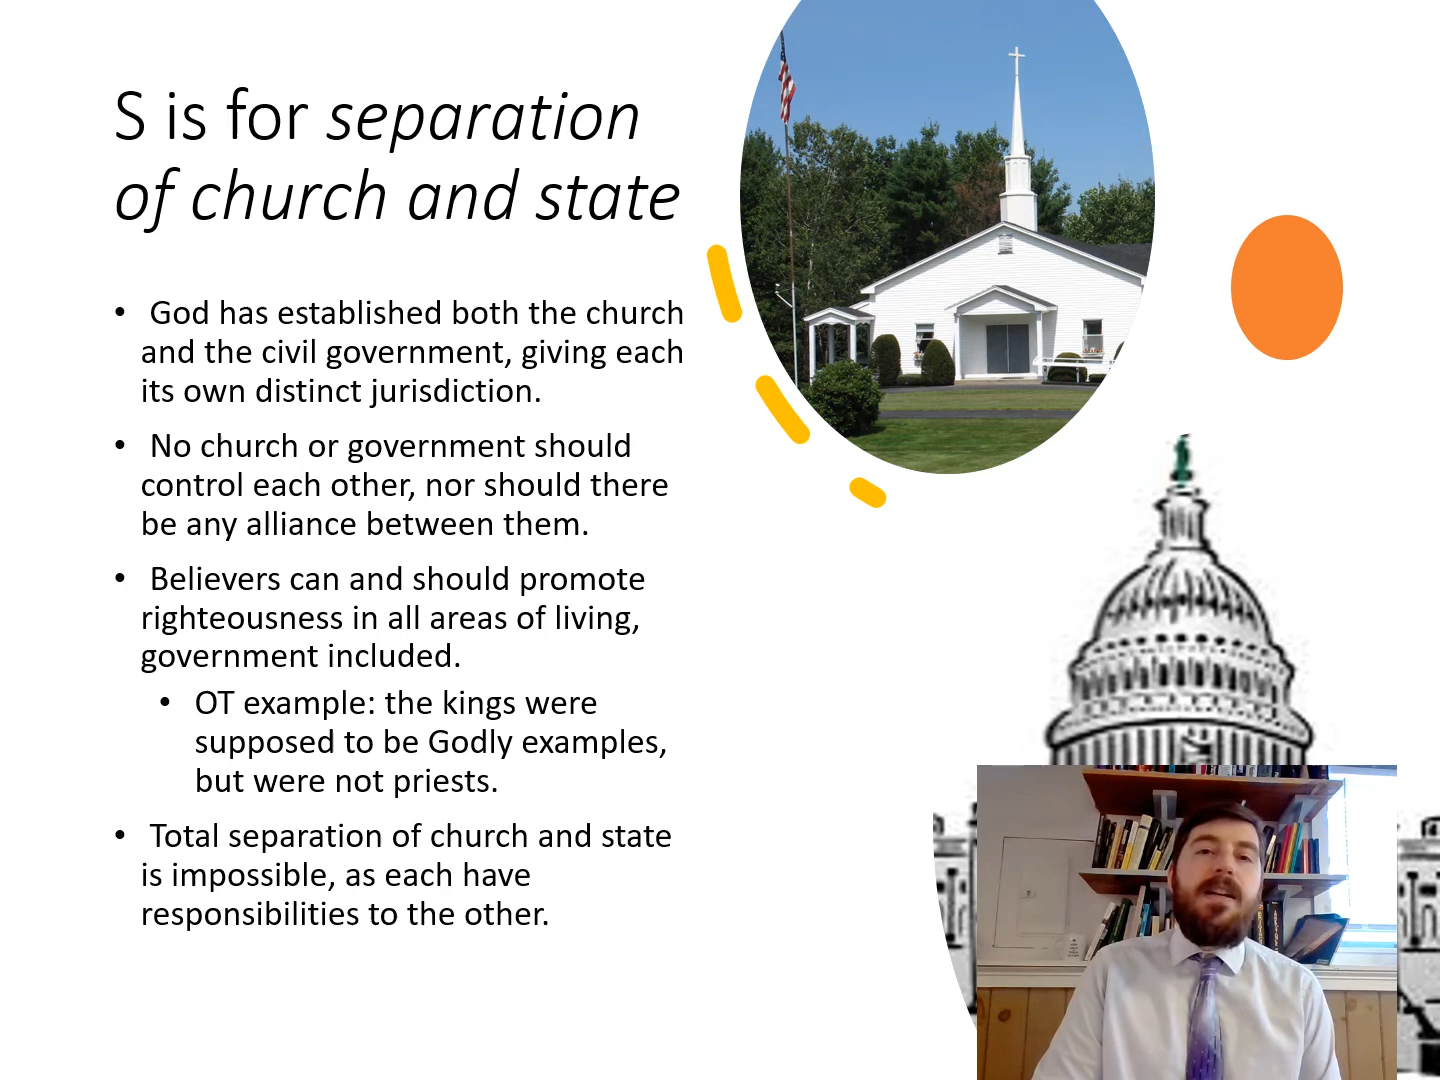 S is for separation
of church and state
• God has established both the church
and the civil government, giving each
its own distinct jurisdiction.
• No church or government should
control each other, nor should there
be any alliance between them.
• Believers can and should promote
righteousness in all areas of living,
government included.
• OT example: the kings were
supposed to be Godly examples,
but were not priests.
• Total separation of church and state
is impossible, as each have
responsibilities to the other.